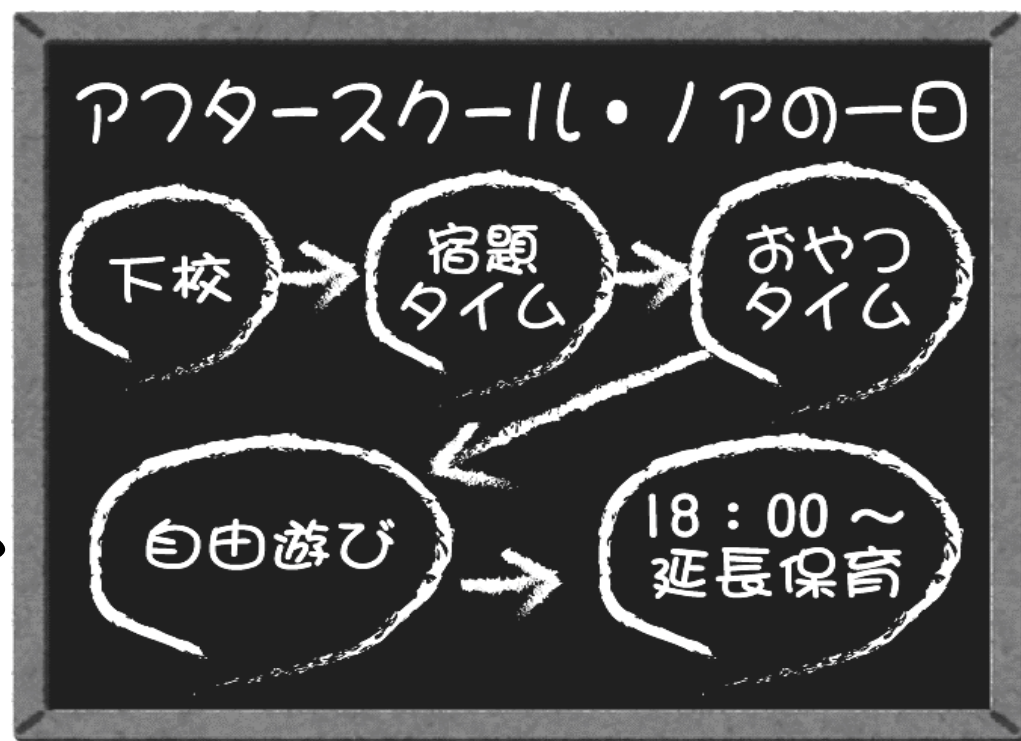 アフタースクール・ノアの一日
下校
宿題
タイム
おやつ
タイム
自由遊び
18：00～
延長保育